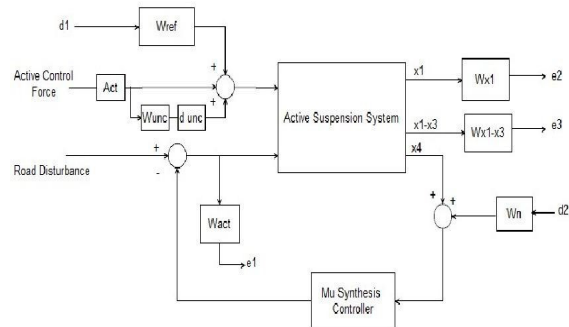 d1
Wref
+
Active Control
Force
Act
+
Wunc
d unc
Active Suspension System
x1
Wx1
e2
x1-x3
Wx1-x3
e3
x4
Road Disturbance
+
-
Wact
e1
+
+
Wn
d2
Mu Synthesis
Controller